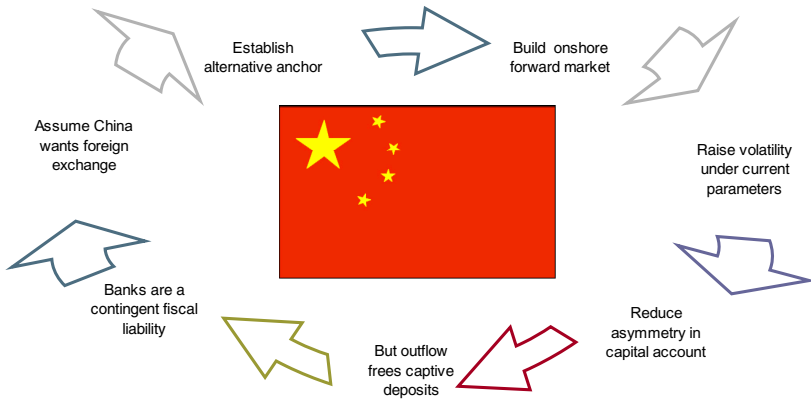 Establish
alternative anchor
Build onshore
forward market
Raise volatility
under current
parameters
Reduce
asymmetry in
capital account
But outflow
frees captive
deposits
Banks are a
contingent fiscal
liability
Assume China
wants foreign
exchange